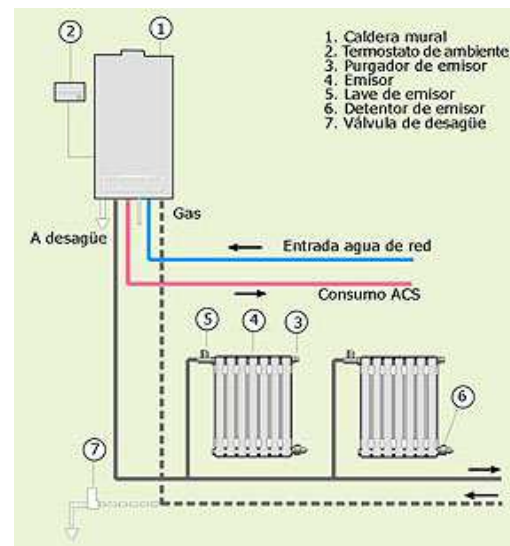 2
1
1. Caldera mural
2. Termostato de ambiente
3. Purgador de emisor
4. Emisor
5. Lave de emisor
6. Detentor de emisor
7. Válvula de desagüe
Gas
A desagüe
Entrada agua de red
Consumo ACS
5
4
3
6
7